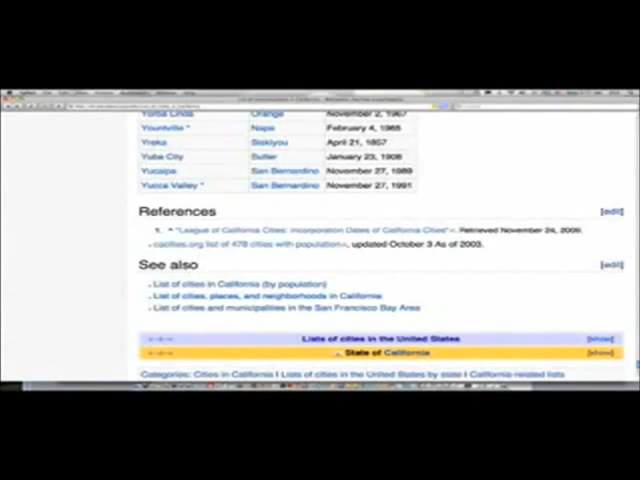 Yorba Linda Orange November 2, 1967
Yountville * Napa February 4, 1965
Yreka Siskiyou April 21, 1857
Yuba City Sutter January 23, 1908
Yucaipa San Bernardino November 27, 1989
Yucca Valley * San Bernardino November 27, 1991
References [edit]
1. ^ "League of California Cities: Incorporation Dates of California Cities". Retrieved November 24, 2009.
cacities.org list of 478 cities with population, updated October 3 As of 2003.
See also [edit]
List of cities in California (by population)
List of cities, places, and neighborhoods in California
List of cities and municipalities in the San Francisco Bay Area
v·d·e Lists of cities in the United States [show]
v·d·e State of California [show]
Categories: Cities in California | Lists of cities in the United States by state | California-related lists